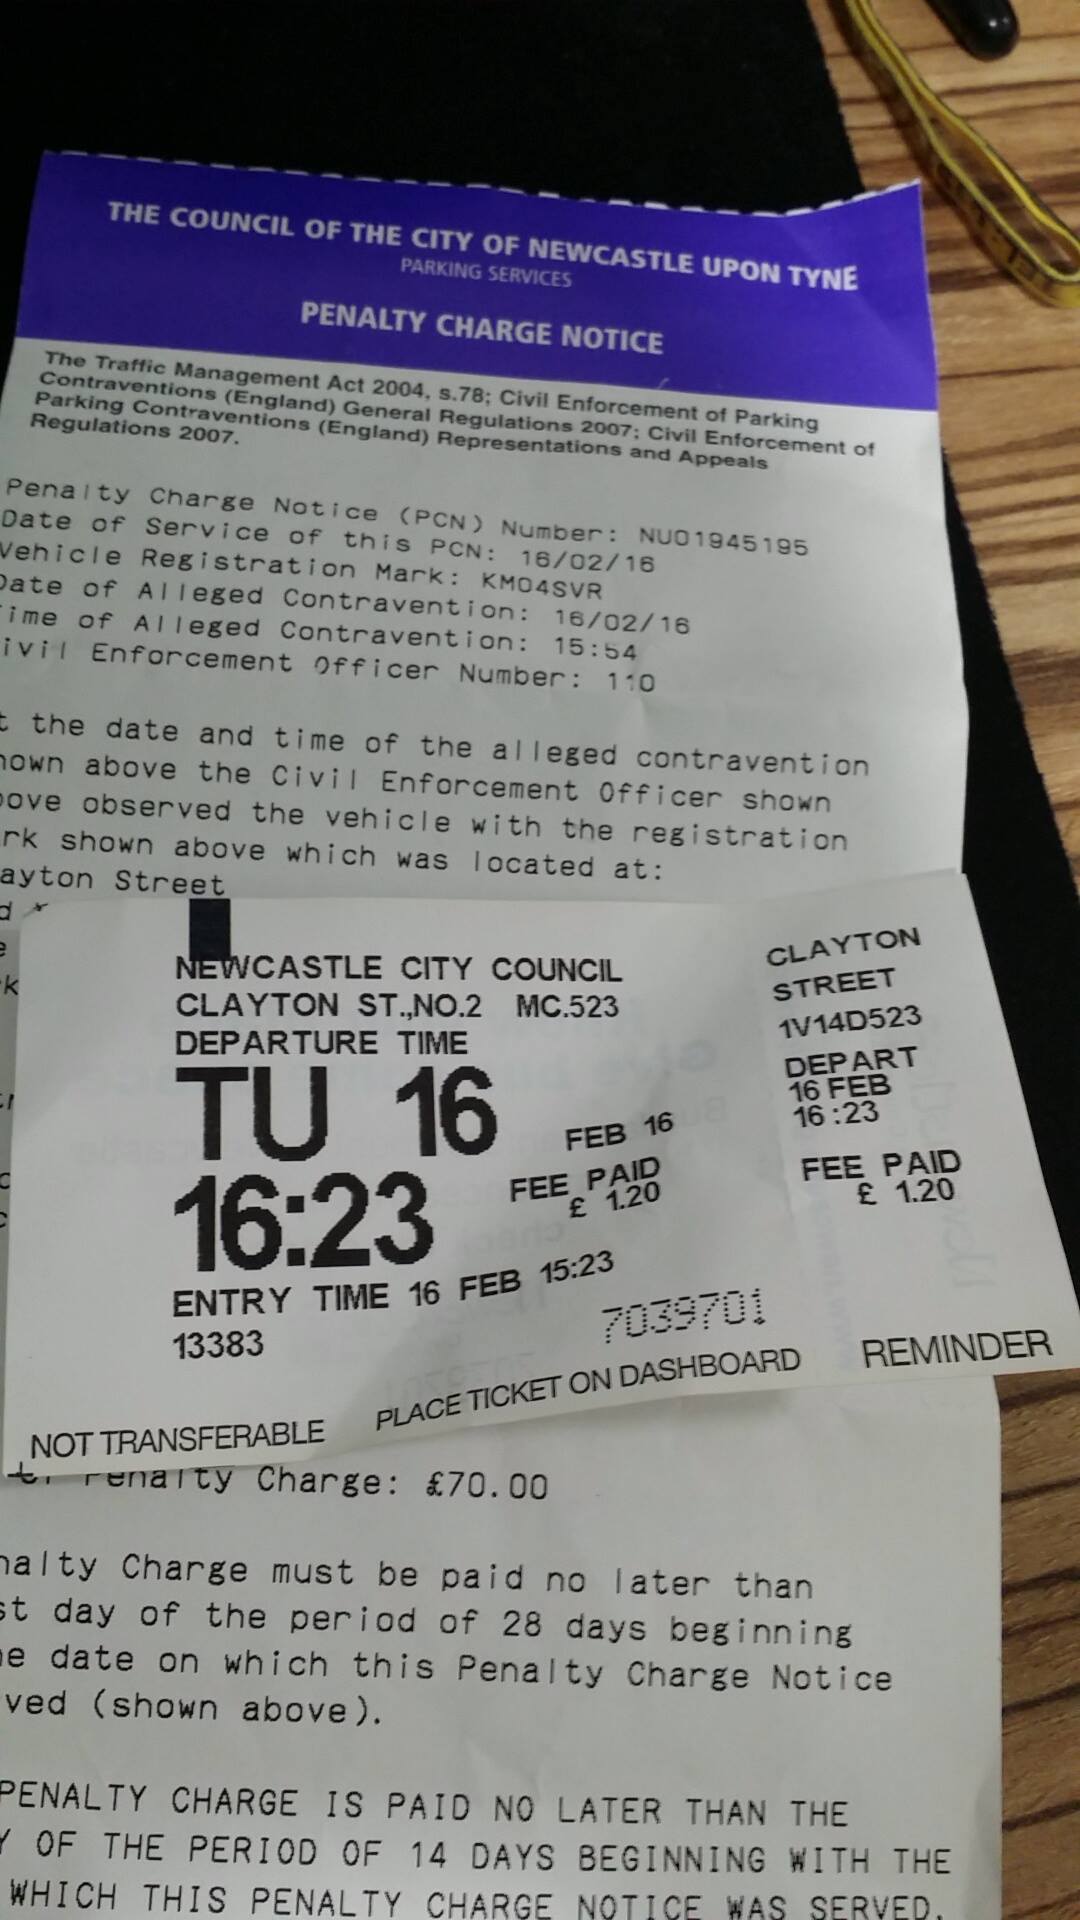 THE COUNCIL OF THE CITY OF NEWCASTLE UPON TYNE
PARKING SERVICES
PENALTY CHARGE NOTICE
The Traffic Management Act 2004, s.78; Civil Enforcement of Parking
Contraventions (England) General Regulations 2007; Civil Enforcement of
Parking Contraventions (England) Representations and Appeals
Regulations 2007.
Penalty Charge Notice (PCN) Number: NU01945195
Date of Service of this PCN: 16/02/16
Vehicle Registration Mark: KM04SVR
Date of Alleged Contravention: 16/02/16
ime of Alleged Contravention: 15:54
ivil Enforcement Officer Number: 110
t the date and time of the alleged contravention
hown above the Civil Enforcement Officer shown
bove observed the vehicle with the registration
rk shown above which was located at:
ayton Street
NEWCASTLE CITY COUNCIL
CLAYTON ST.,NO.2 MC.523
DEPARTURE TIME
TU 16
FEB 16
16:23
FEE PAID
£ 1.20
ENTRY TIME 16 FEB 15:23
13383
7039701
NOT TRANSFERABLE
PLACE TICKET ON DASHBOARD
CLAYTON
STREET
1V14D523
DEPART
16 FEB
16:23
FEE PAID
£ 1.20
REMINDER
Penalty Charge: £70.00
nalty Charge must be paid no later than
st day of the period of 28 days beginning
he date on which this Penalty Charge Notice
ved (shown above).
PENALTY CHARGE IS PAID NO LATER THAN THE
Y OF THE PERIOD OF 14 DAYS BEGINNING WITH THE
WHICH THIS PENALTY CHARGE NOTICE WAS SERVED,